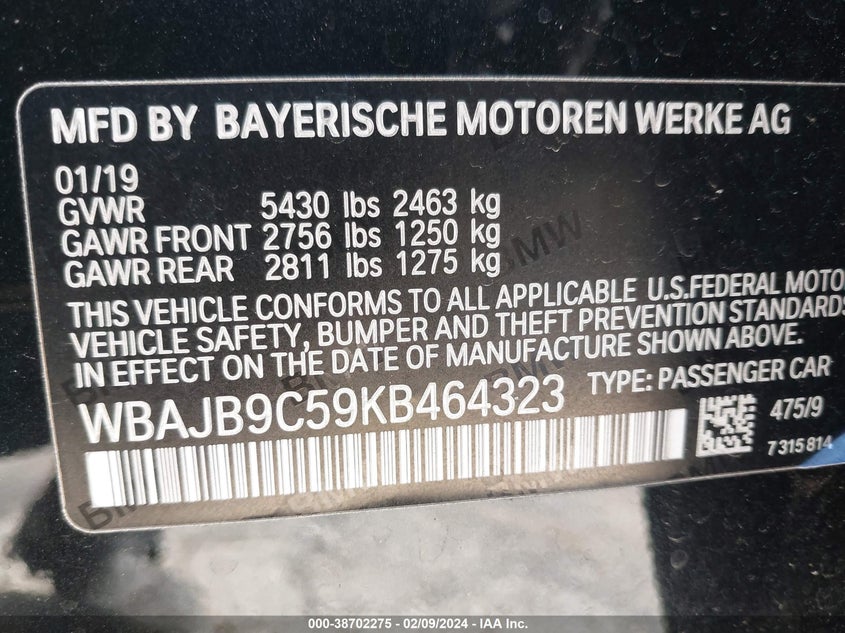 MFD BY BAYERISCHE MOTOREN WERKE AG
01/19
GVWR 5430 lbs 2463 kg
GAWR FRONT 2756 lbs 1250 kg
GAWR REAR 2811 lbs 1275 kg
THIS VEHICLE CONFORMS TO ALL APPLICABLE U.S.FEDERAL MOTO
VEHICLE SAFETY, BUMPER AND THEFT PREVENTION STANDARDS
IN EFFECT ON THE DATE OF MANUFACTURE SHOWN ABOVE.
WBAJB9C59KB464323 TYPE: PASSENGER CAR
475/9
7315814
BMW
000-38702275 - 02/09/2024 - IAA Inc.